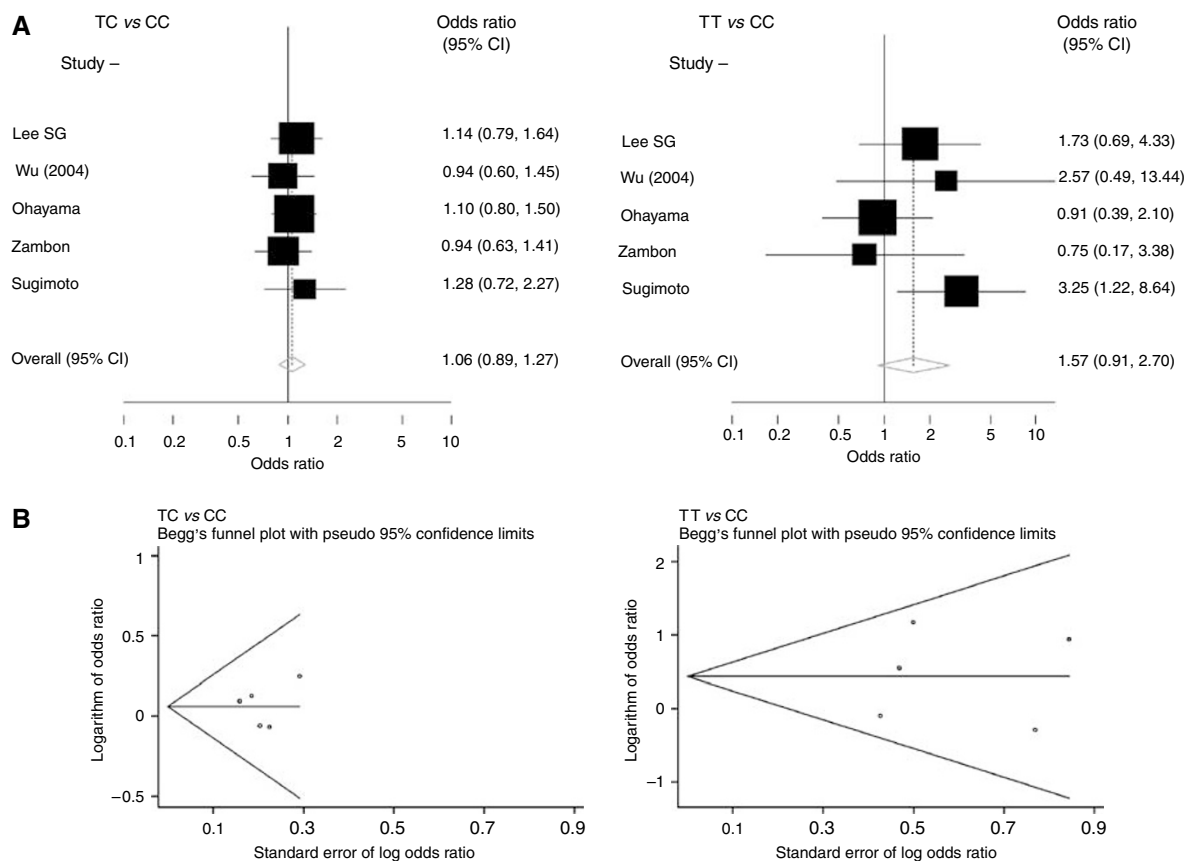 A
TC vs CC
Odds ratio
(95% CI)
Study –
Lee SG
1.14 (0.79, 1.64)
Wu (2004)
0.94 (0.60, 1.45)
Ohayama
1.10 (0.80, 1.50)
Zambon
0.94 (0.63, 1.41)
Sugimoto
1.28 (0.72, 2.27)
Overall (95% CI)
1.06 (0.89, 1.27)
0.1 0.2 0.5 1 2 5 10
Odds ratio
TT vs CC
Odds ratio
(95% CI)
Study –
Lee SG
1.73 (0.69, 4.33)
Wu (2004)
2.57 (0.49, 13.44)
Ohayama
0.91 (0.39, 2.10)
Zambon
0.75 (0.17, 3.38)
Sugimoto
3.25 (1.22, 8.64)
Overall (95% CI)
1.57 (0.91, 2.70)
0.1 0.2 0.5 1 2 5 10
Odds ratio
B
TC vs CC
Begg's funnel plot with pseudo 95% confidence limits
Logarithm of odds ratio
1
0.5
0
−0.5
0.1 0.3 0.5 0.7 0.9
Standard error of log odds ratio
TT vs CC
Begg's funnel plot with pseudo 95% confidence limits
Logarithm of odds ratio
2
1
0
−1
0.1 0.3 0.5 0.7 0.9
Standard error of log odds ratio